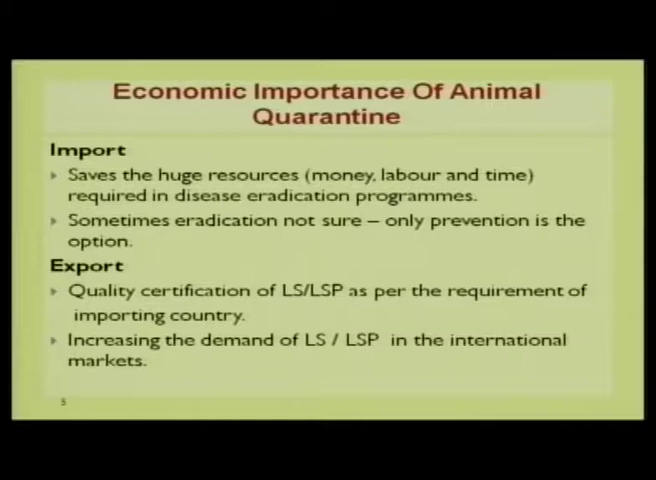 Economic Importance Of Animal
Quarantine
Import
Saves the huge resources (money, labour and time)
required in disease eradication programmes.
Sometimes eradication not sure – only prevention is the
option.
Export
Quality certification of LS/LSP as per the requirement of
importing country.
Increasing the demand of LS / LSP in the international
markets.
5